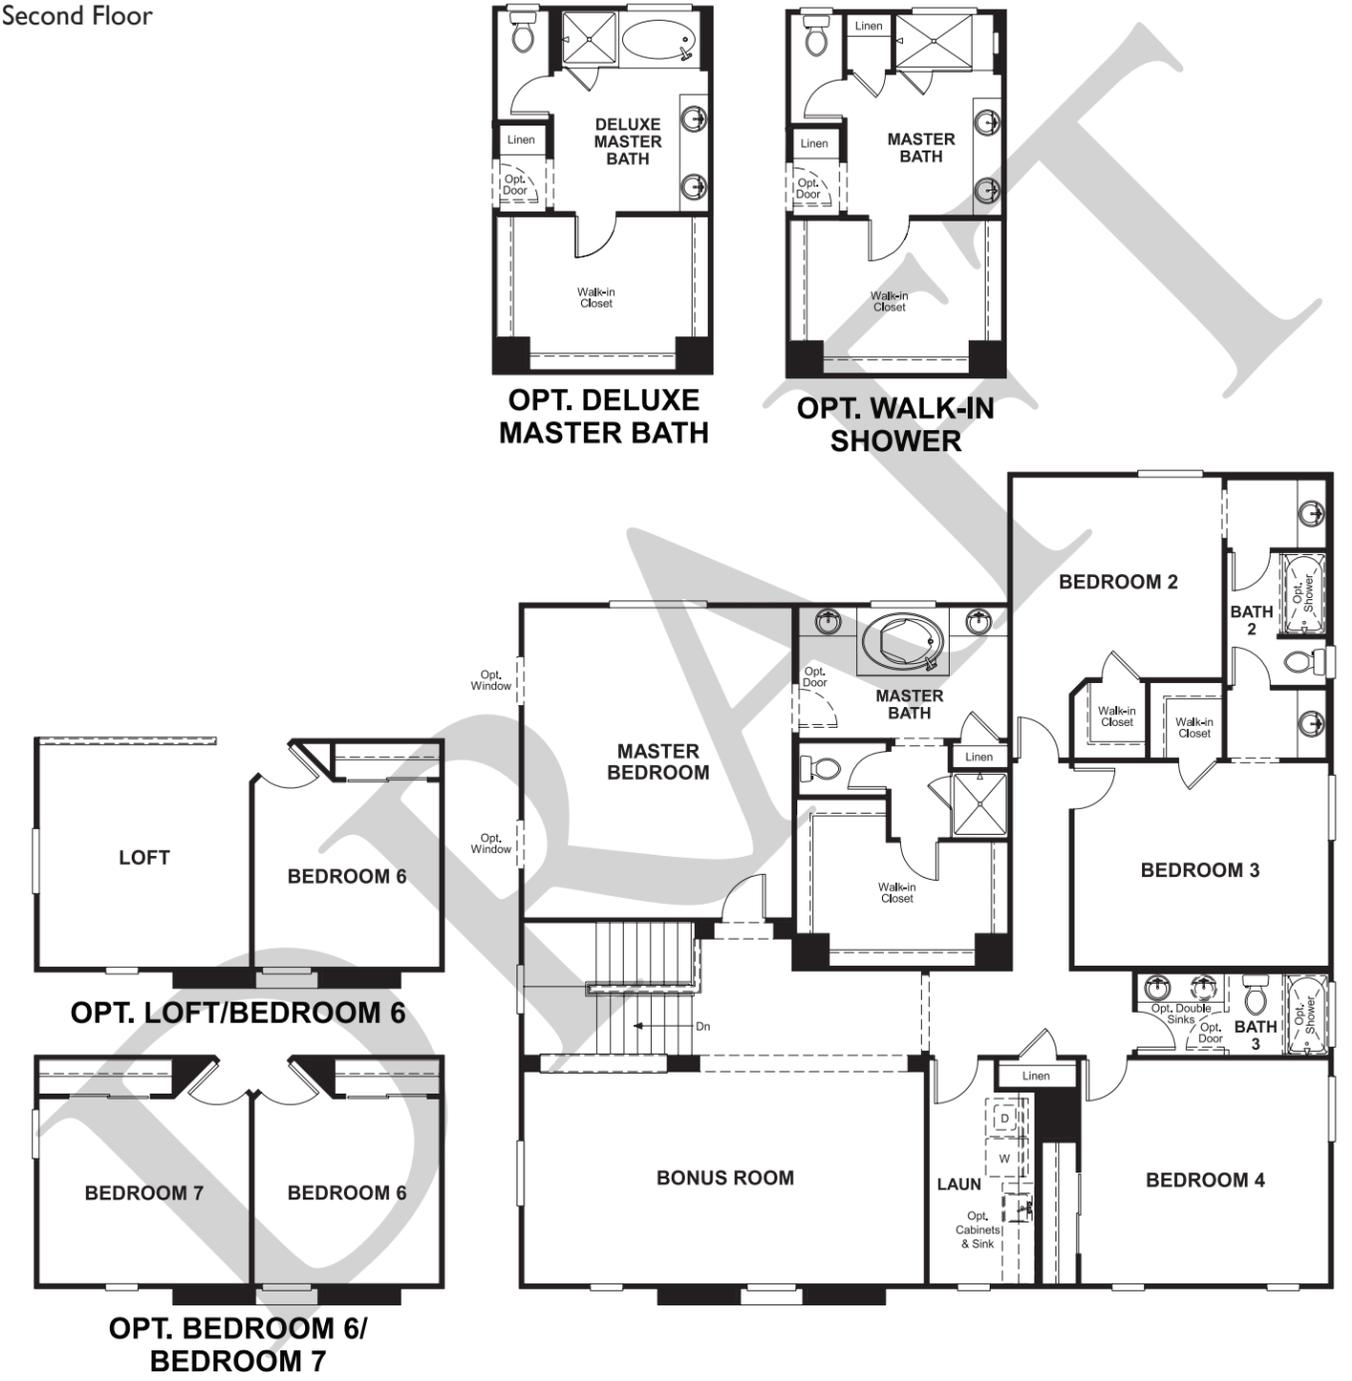 Second Floor
Linen
DELUXE
MASTER
BATH
Linen
Opt.
Door
Walk-in
Closet
OPT. DELUXE
MASTER BATH
MASTER
BATH
Linen
Opt.
Door
Walk-in
Closet
OPT. WALK-IN
SHOWER
BEDROOM 2
Opt.
Shower
BATH
2
Opt.
Window
Opt.
Door
MASTER
BATH
MASTER
BEDROOM
Linen
Walk-in
Closet
Walk-in
Closet
Opt.
Window
Walk-in
Closet
BEDROOM 3
LOFT
BEDROOM 6
OPT. LOFT/BEDROOM 6
Dn
Opt. Double
Sinks
Opt.
Door
BATH
3
Opt.
Shower
Linen
D
W
BONUS ROOM
LAUN
Opt.
Cabinets
& Sink
BEDROOM 4
BEDROOM 7
BEDROOM 6
OPT. BEDROOM 6/
BEDROOM 7
DRAFT